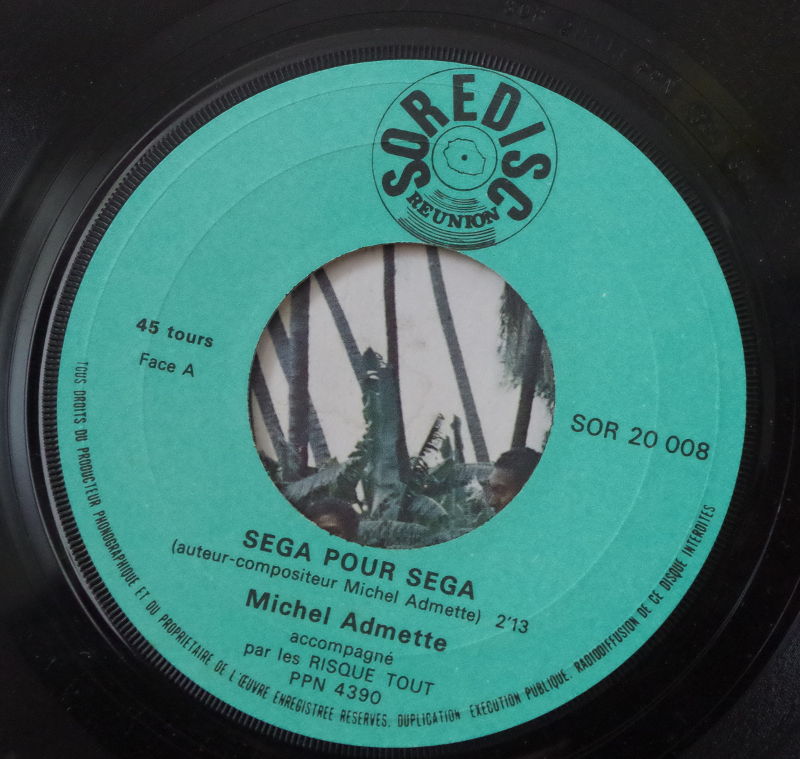 SOREDISC
REUNION
45 tours
Face A
SOR 20 008
SEGA POUR SEGA
(auteur-compositeur Michel Admette) 2'13
Michel Admette
accompagné
par les RISQUE TOUT
PPN 4390
TOUS DROITS DU PRODUCTEUR PHONOGRAPHIQUE ET DU PROPRIETAIRE DE L'ŒUVRE ENREGISTREE RESERVES. DUPLICATION EXECUTION PUBLIQUE. RADIODIFFUSION DE CE DISQUE INTERDITES